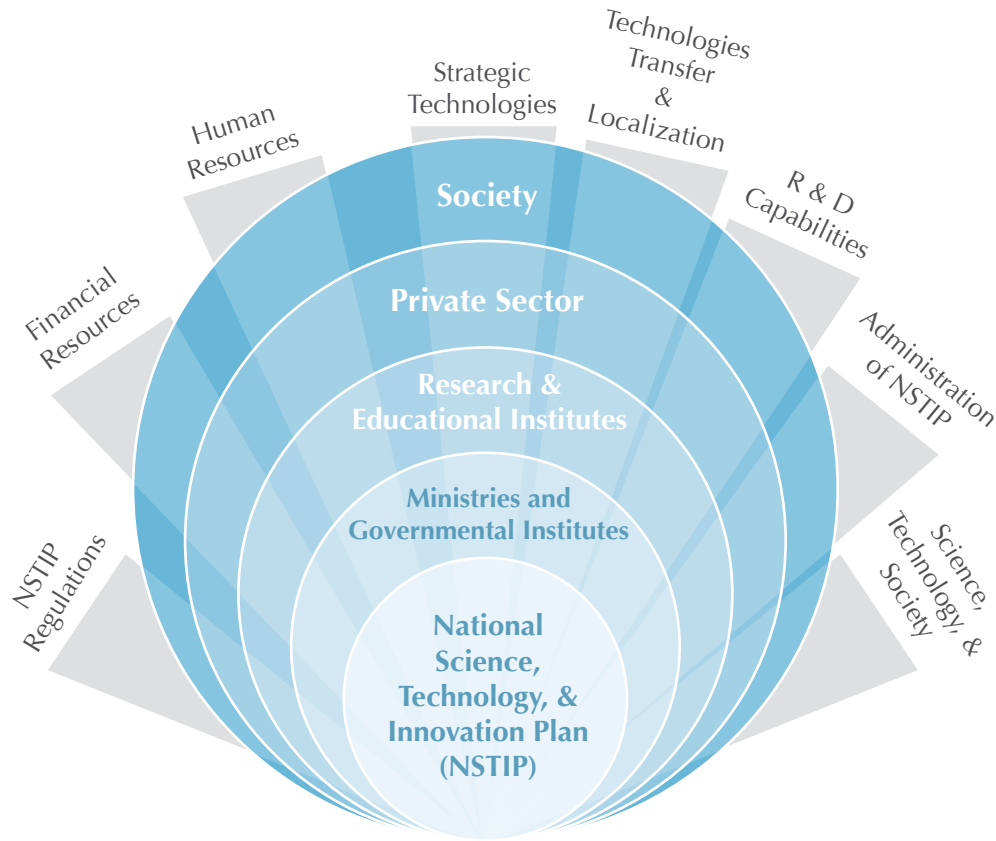 Technologies
Transfer
&
Localization
Strategic
Technologies
Human
Resources
R & D
Capabilities
Financial
Resources
Administration
of NSTIP
NSTIP
Regulations
Science,
Technology, &
Society
Society
Private Sector
Research &
Educational Institutes
Ministries and
Governmental Institutes
National
Science,
Technology, &
Innovation Plan
(NSTIP)